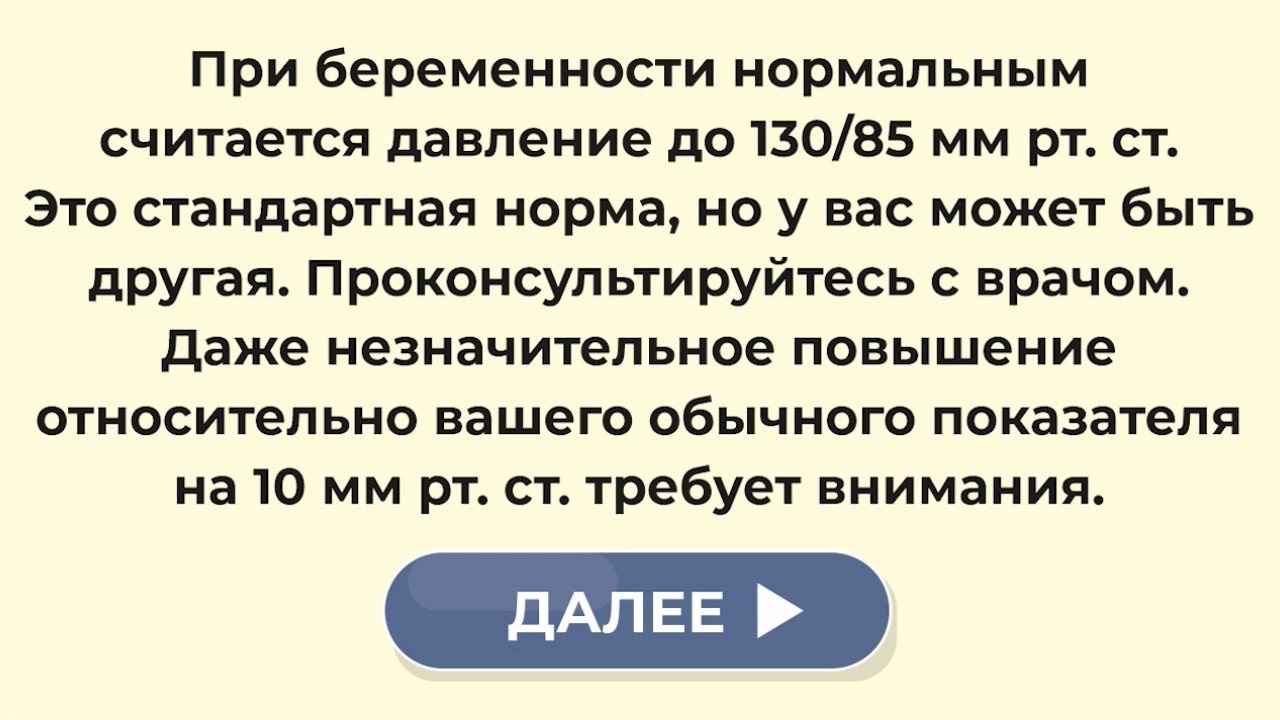 При беременности нормальным
считается давление до 130/85 мм рт. ст.
Это стандартная норма, но у вас может быть
другая. Проконсультируйтесь с врачом.
Даже незначительное повышение
относительно вашего обычного показателя
на 10 мм рт. ст. требует внимания.
ДАЛЕЕ